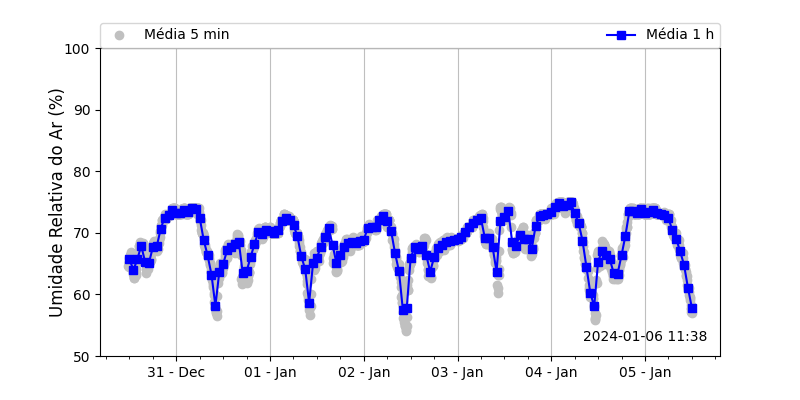 Média 5 min
Média 1 h
Umidade Relativa do Ar (%)
100
90
80
70
60
50
2024-01-06 11:38
31 - Dec
01 - Jan
02 - Jan
03 - Jan
04 - Jan
05 - Jan